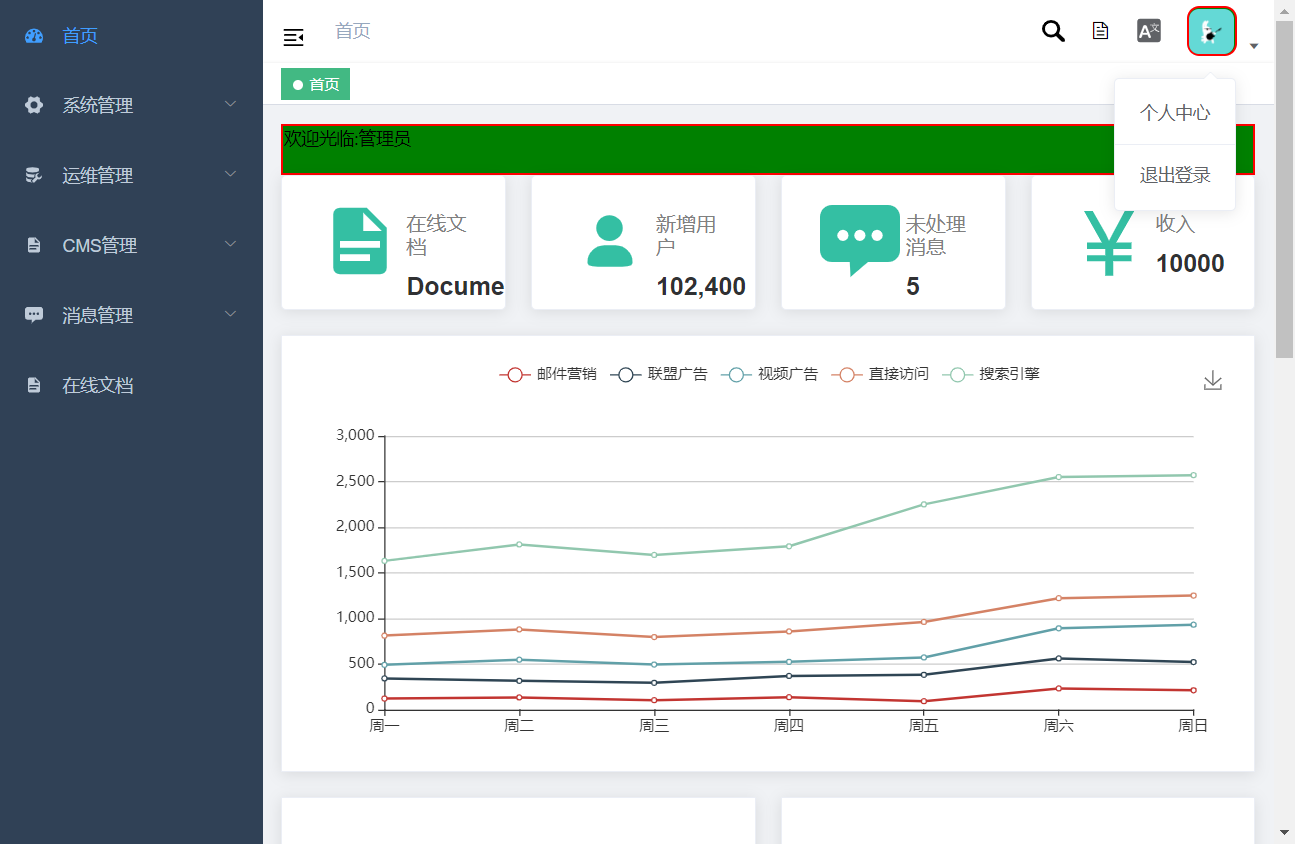 首页
系统管理
运维管理
CMS管理
消息管理
在线文档
首页
A文
首页
个人中心
退出登录
欢迎光临:管理员
在线文
档
Docume
新增用
户
102,400
未处理
消息
5
收入
10000
邮件营销 联盟广告 视频广告 直接访问 搜索引擎
3,000
2,500
2,000
1,500
1,000
500
0
周一 周二 周三 周四 周五 周六 周日